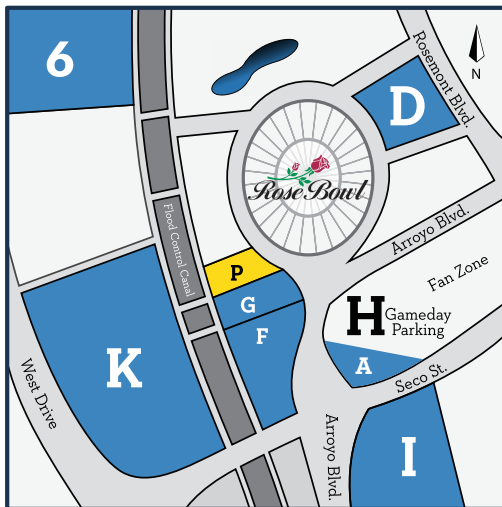 6
D
Rosemont Blvd.
N
Rose Bowl
Flood Control Canal
Arroyo Blvd.
P
Fan Zone
G
H
Gameday
Parking
F
K
A
West Drive
Seco St.
Arroyo Blvd.
I